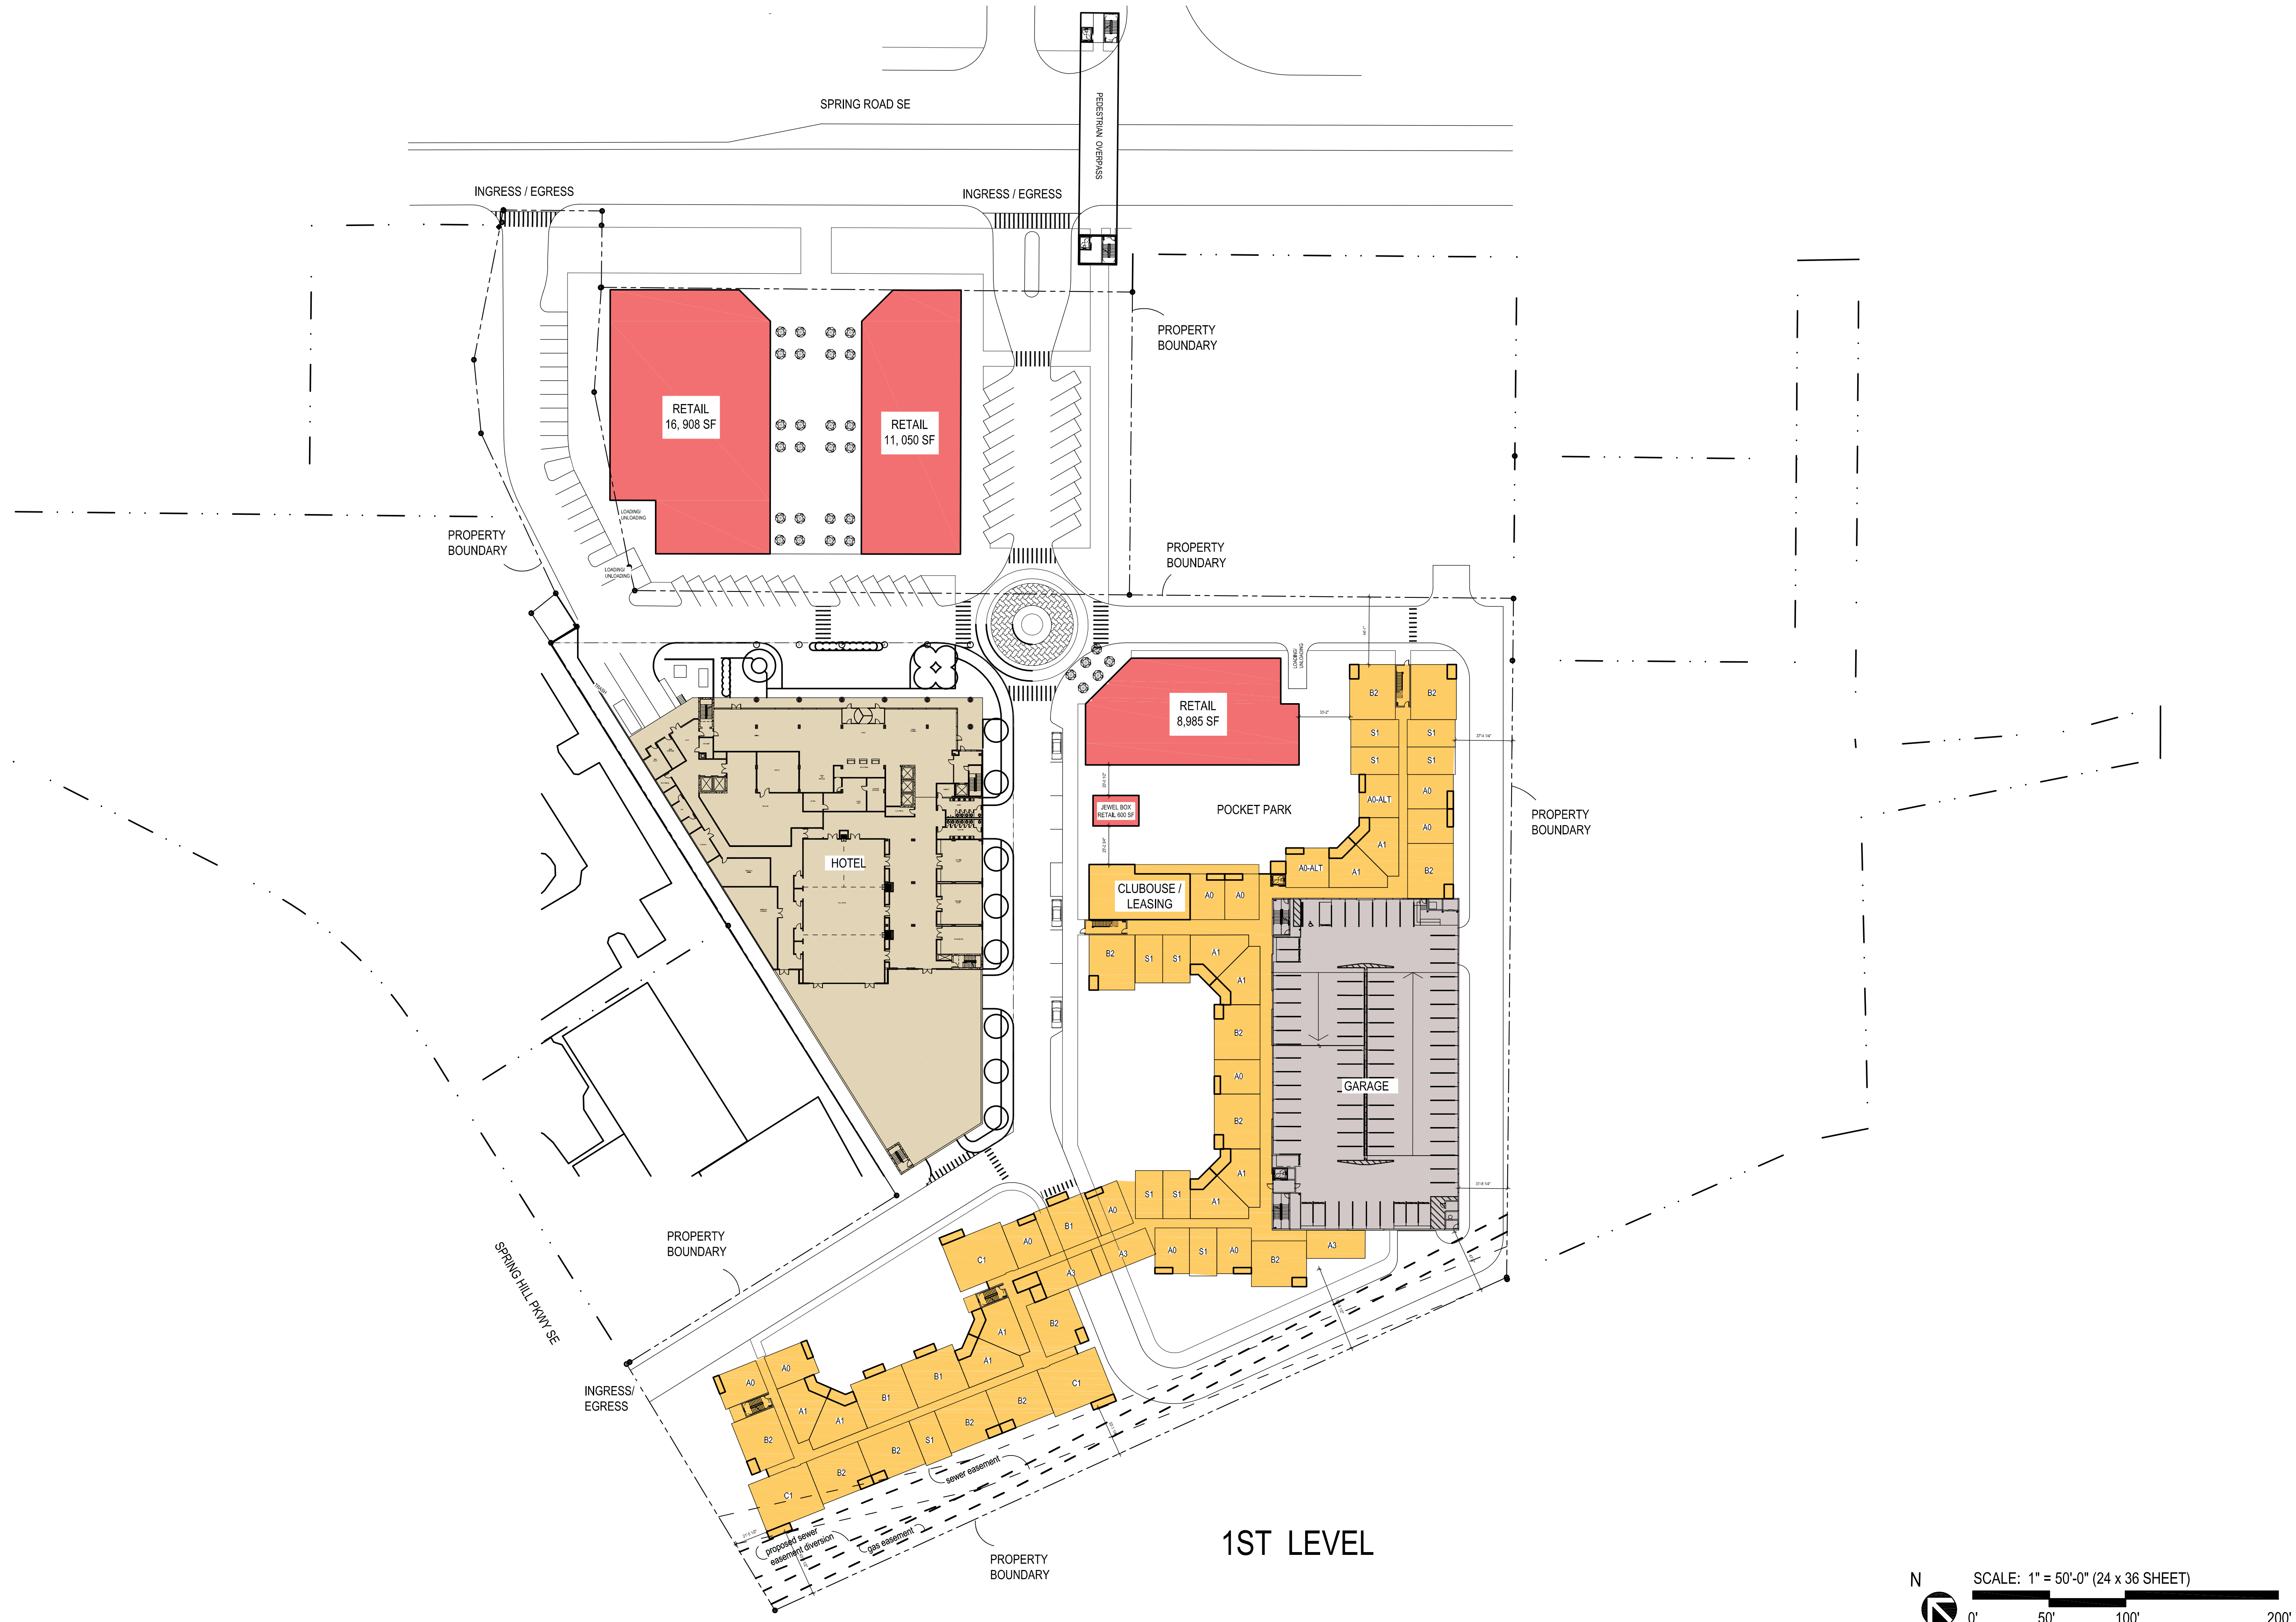 SPRING ROAD SE
PEDESTRIAN OVERPASS
INGRESS / EGRESS
INGRESS / EGRESS
PROPERTY
BOUNDARY
RETAIL
16, 908 SF
RETAIL
11, 050 SF
LOADING/
UNLOADING
PROPERTY
BOUNDARY
LOADING/
UNLOADING
PROPERTY
BOUNDARY
LOADING/
UNLOADING
TRASH
RETAIL
8,985 SF
B2
B2
S1
S1
S1
S1
A0-ALT
A0
A0
A1
A0-ALT
A1
B2
JEWEL BOX
RETAIL 600 SF
POCKET PARK
PROPERTY
BOUNDARY
HOTEL
CLUBOUSE /
LEASING
A0
A0
B2
S1
S1
A1
A1
B2
A0
B2
A1
A1
S1
S1
GARAGE
A0
B1
A0
C1
A3
A3
A0
S1
A0
B2
A3
PROPERTY
BOUNDARY
SPRING HILL PKWY SE
INGRESS/
EGRESS
A0
A0
A1
A1
B1
B1
A1
A1
B2
C1
B2
B2
S1
B2
B2
B2
C1
sewer easement
proposed sewer
easement diversion
gas easement
PROPERTY
BOUNDARY
1ST LEVEL
N
SCALE: 1" = 50'-0" (24 x 36 SHEET)
0'
50'
100'
200'